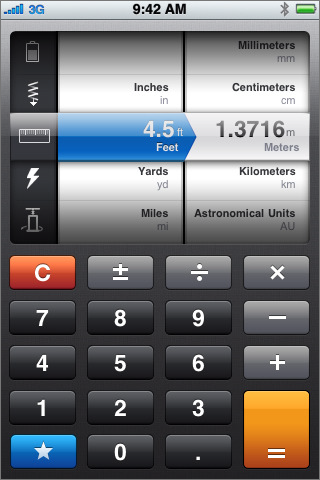 3G 9:42 AM
Millimeters
mm
Inches Centimeters
in cm
4.5 ft 1.3716 m
Feet Meters
Yards Kilometers
yd km
Miles Astronomical Units
mi AU
C ± ÷ ×
7 8 9 −
4 5 6 +
1 2 3
0 . =